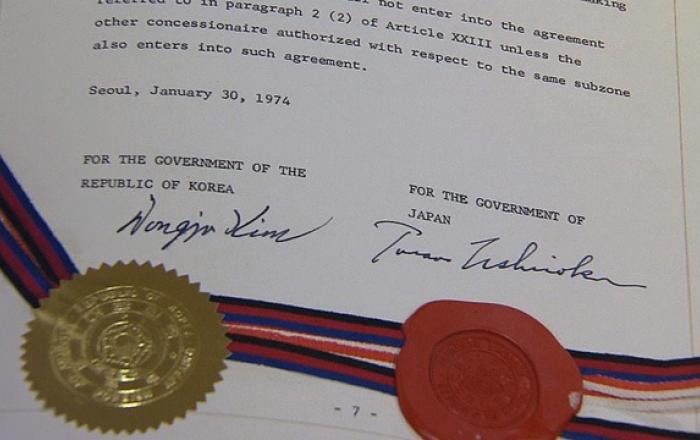 referred to in paragraph 2 (2) of Article XXIII unless the
not enter into the agreement
other concessionaire authorized with respect to the same subzone
also enters into such agreement.
Seoul, January 30, 1974
FOR THE GOVERNMENT OF THE
REPUBLIC OF KOREA
FOR THE GOVERNMENT OF
JAPAN
- 7 -